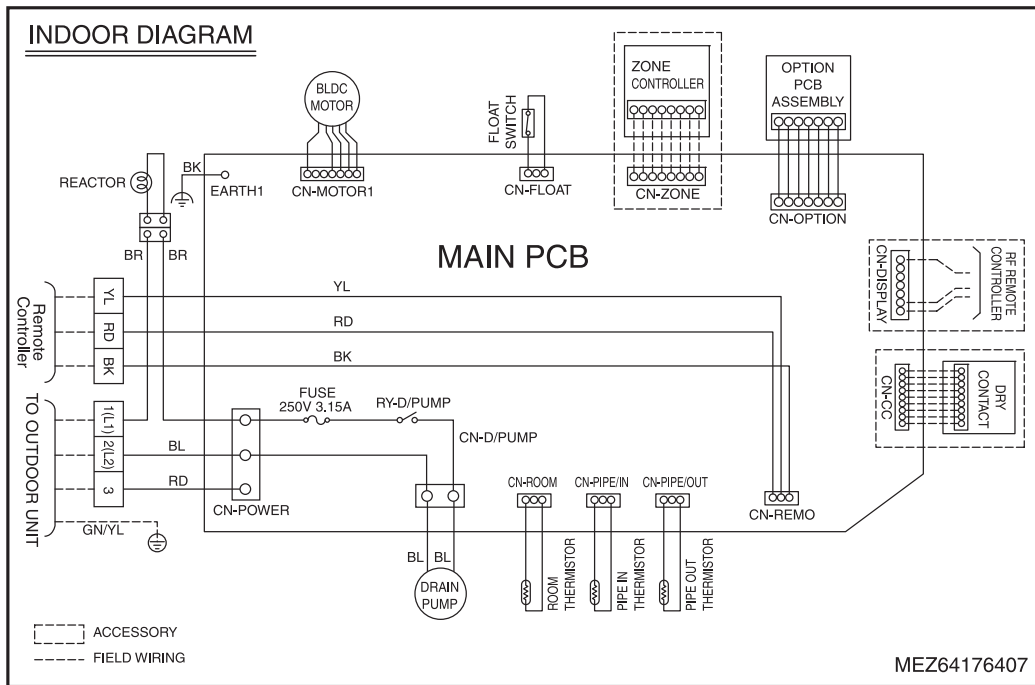 INDOOR DIAGRAM
BLDC
MOTOR
CN-MOTOR1
FLOAT
SWITCH
CN-FLOAT
ZONE
CONTROLLER
CN-ZONE
OPTION
PCB
ASSEMBLY
CN-OPTION
REACTOR
BK
EARTH1
BR
BR
MAIN PCB
CN-DISPLAY
RF REMOTE
CONTROLLER
Remote
Controller
YL
RD
BK
YL
RD
BK
CN-CC
DRY
CONTACT
TO OUTDOOR UNIT
1(L1)
2(L2)
3
BL
RD
GN/YL
CN-POWER
FUSE
250V 3.15A
RY-D/PUMP
CN-D/PUMP
BL
BL
DRAIN
PUMP
CN-ROOM
CN-PIPE/IN
CN-PIPE/OUT
ROOM
THERMISTOR
PIPE IN
THERMISTOR
PIPE OUT
THERMISTOR
CN-REMO
ACCESSORY
FIELD WIRING
MEZ64176407